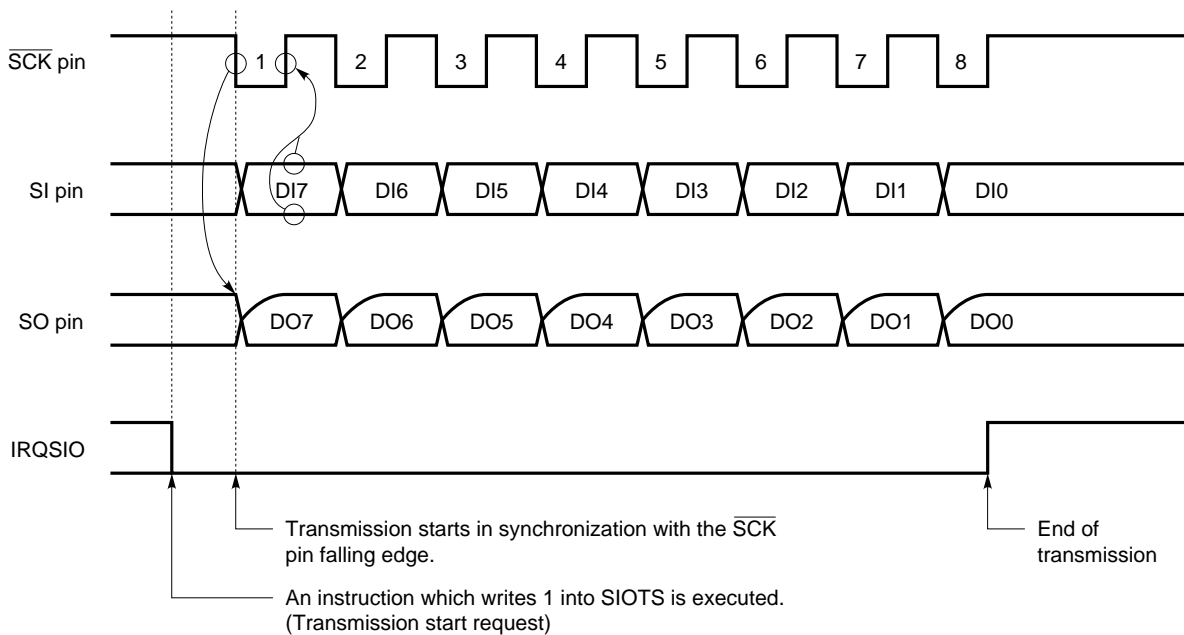 SCK pin
1 2 3 4 5 6 7 8
SI pin
DI7 DI6 DI5 DI4 DI3 DI2 DI1 DI0
SO pin
DO7 DO6 DO5 DO4 DO3 DO2 DO1 DO0
IRQSIO
Transmission starts in synchronization with the SCK
pin falling edge.
End of
transmission
An instruction which writes 1 into SIOTS is executed.
(Transmission start request)